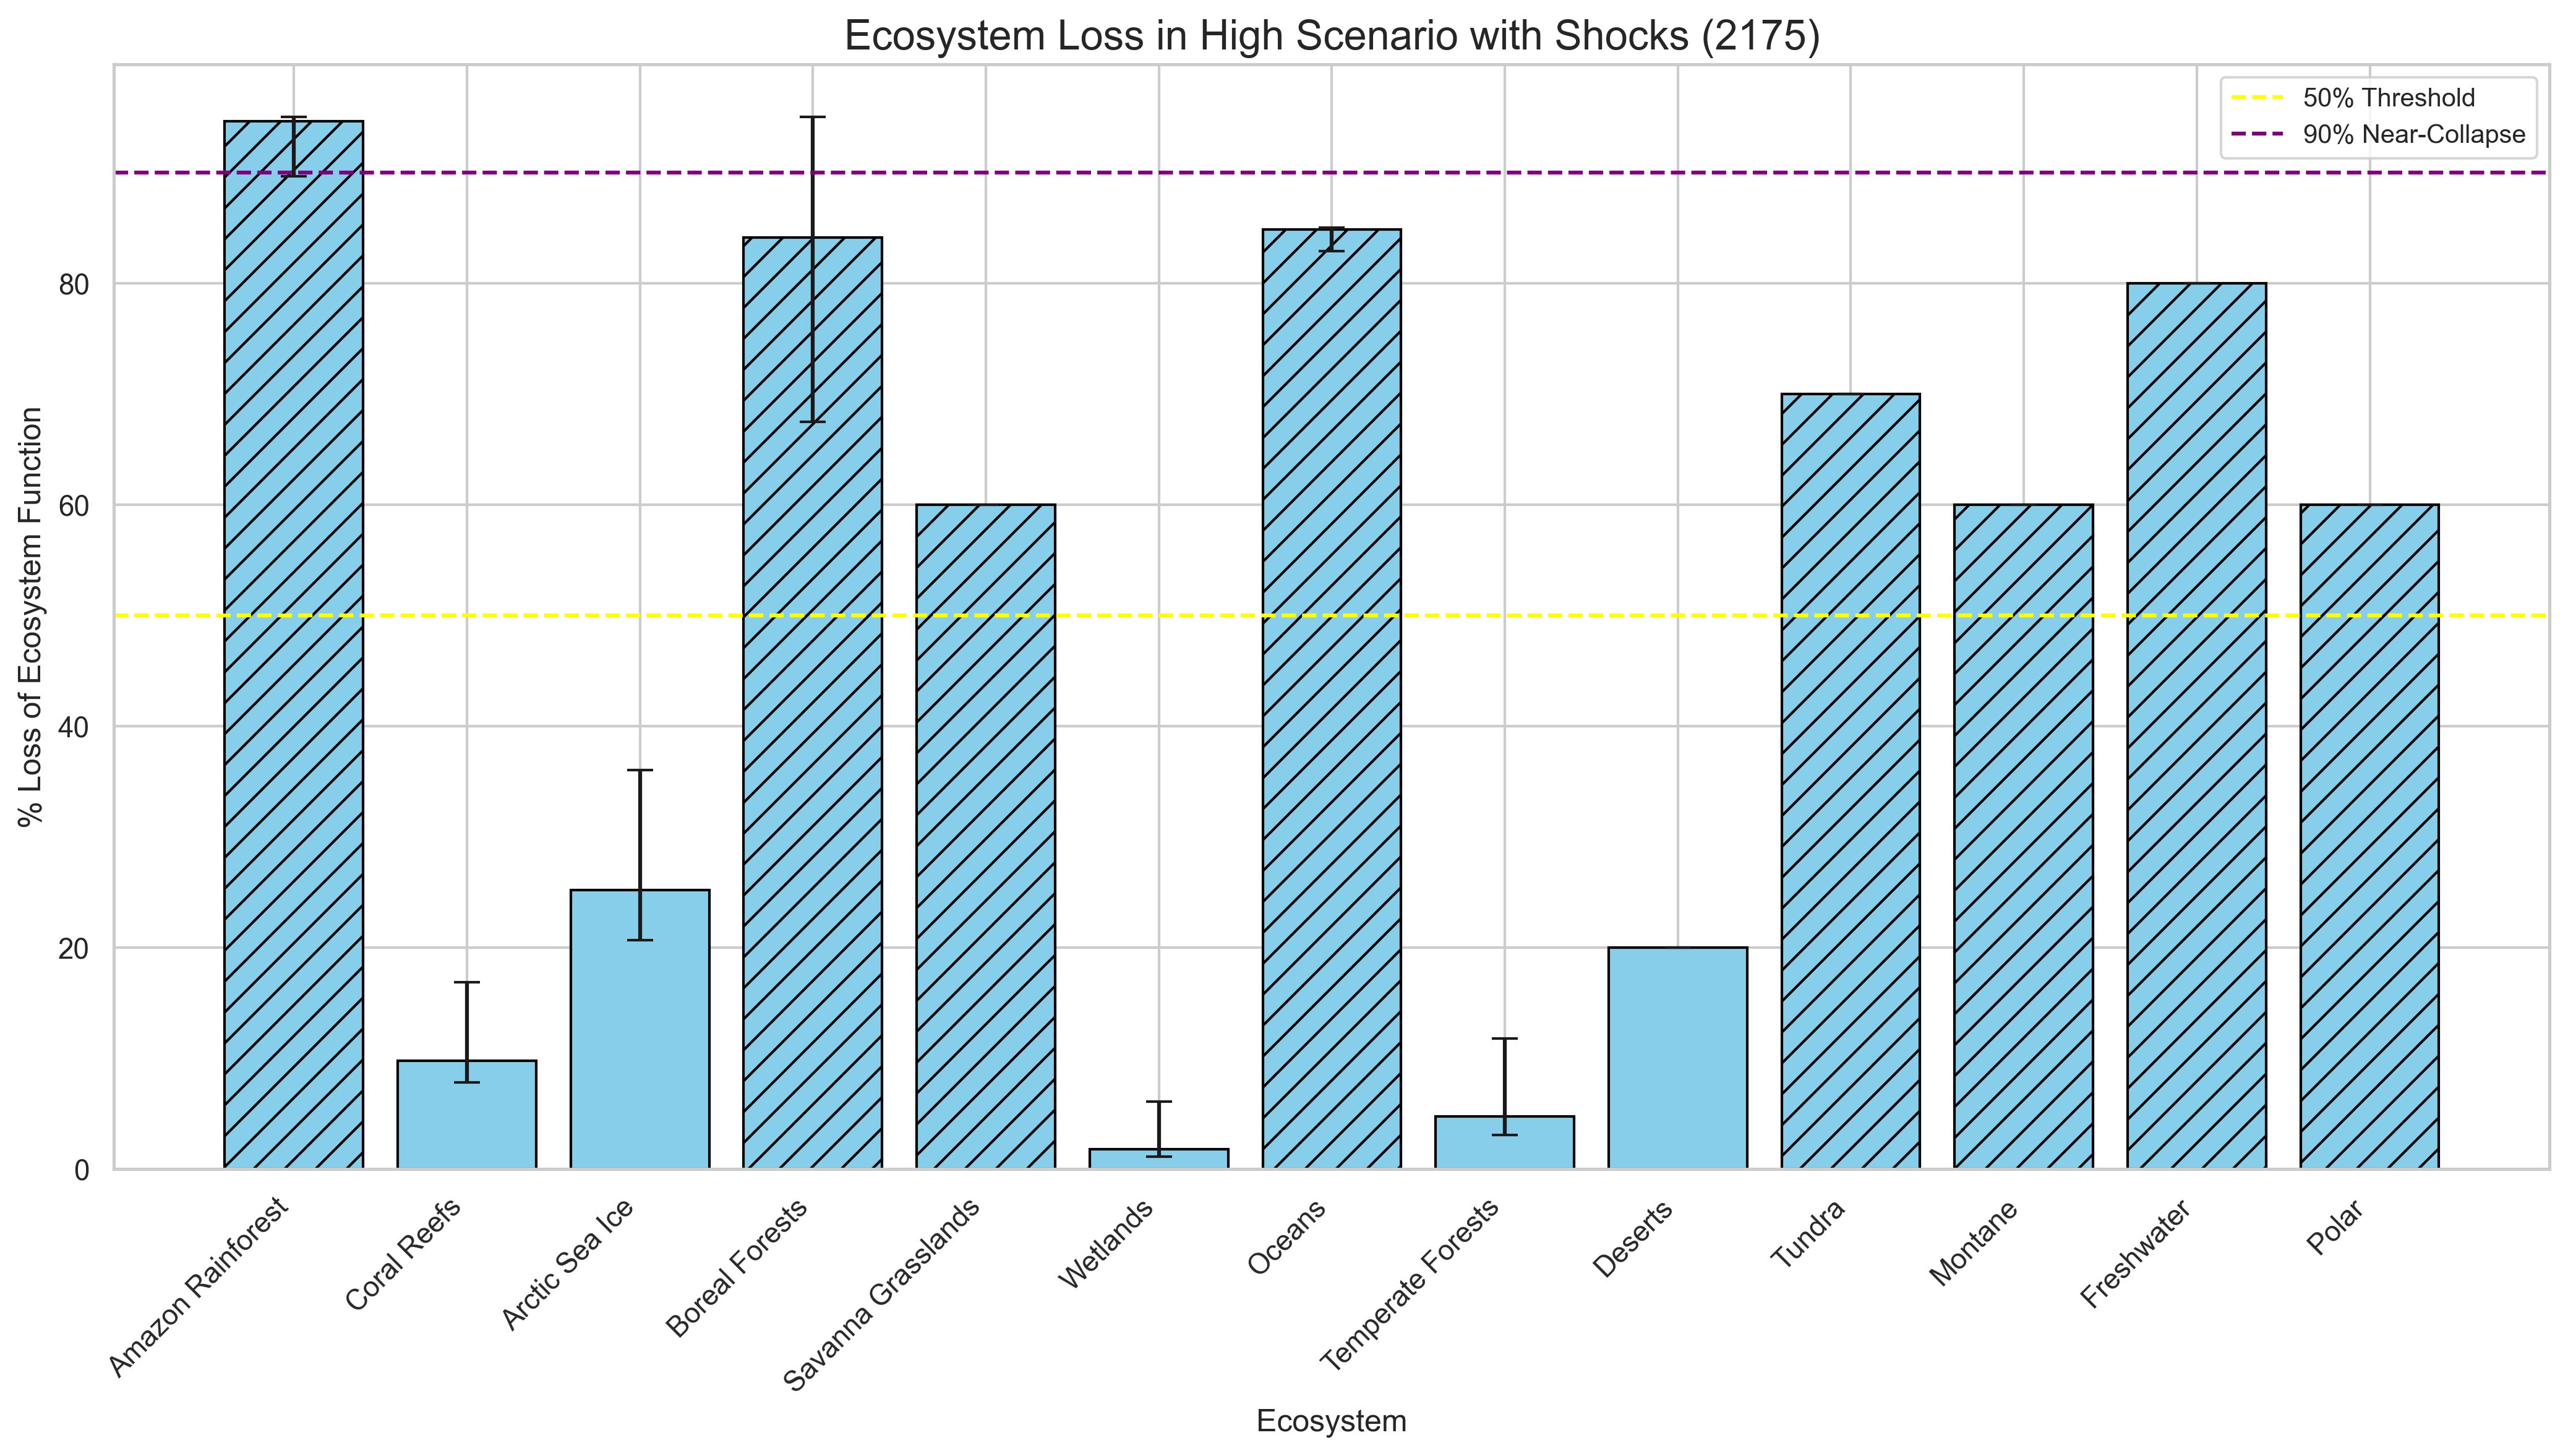 Ecosystem Loss in High Scenario with Shocks (2175)
50% Threshold
90% Near-Collapse
% Loss of Ecosystem Function
80
60
40
20
0
Amazon Rainforest
Coral Reefs
Arctic Sea Ice
Boreal Forests
Savanna Grasslands
Wetlands
Oceans
Temperate Forests
Deserts
Tundra
Montane
Freshwater
Polar
Ecosystem